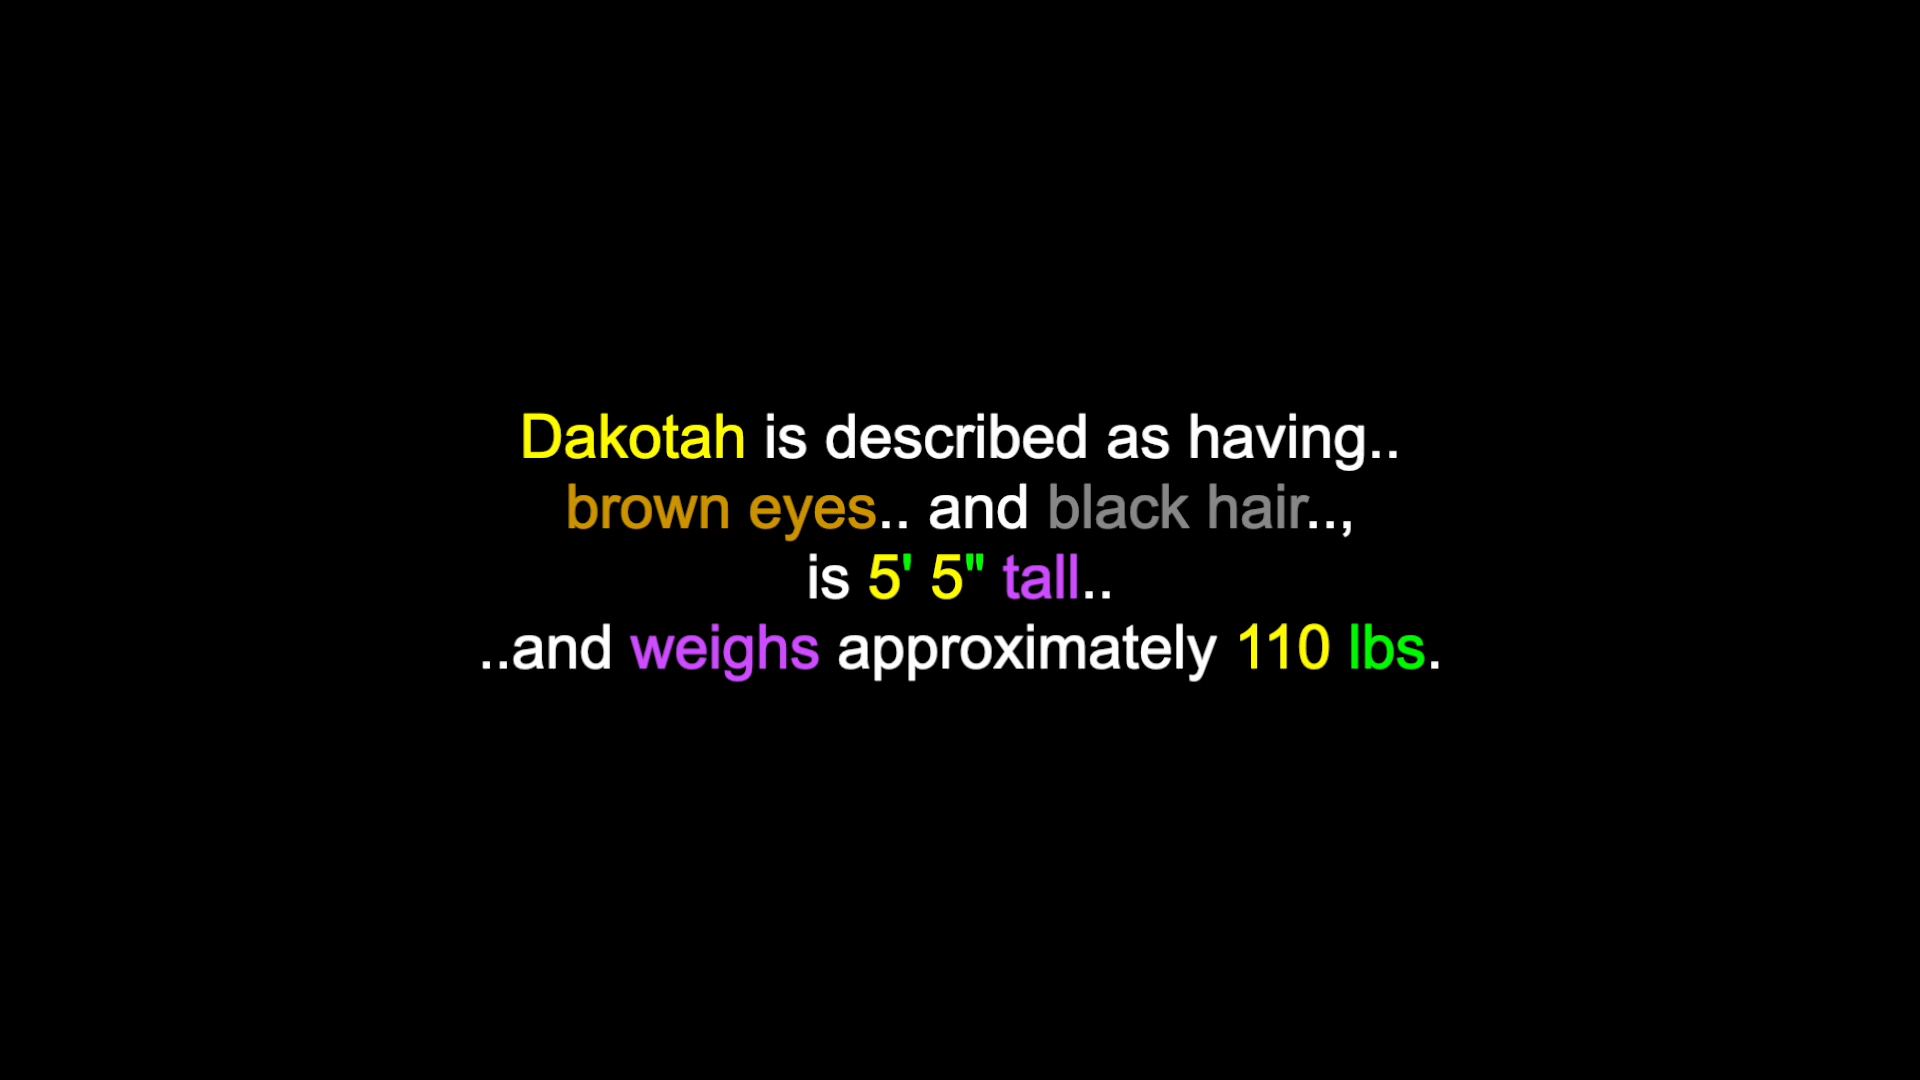 Dakotah is described as having..
brown eyes.. and black hair..,
is 5' 5" tall..
..and weighs approximately 110 lbs.